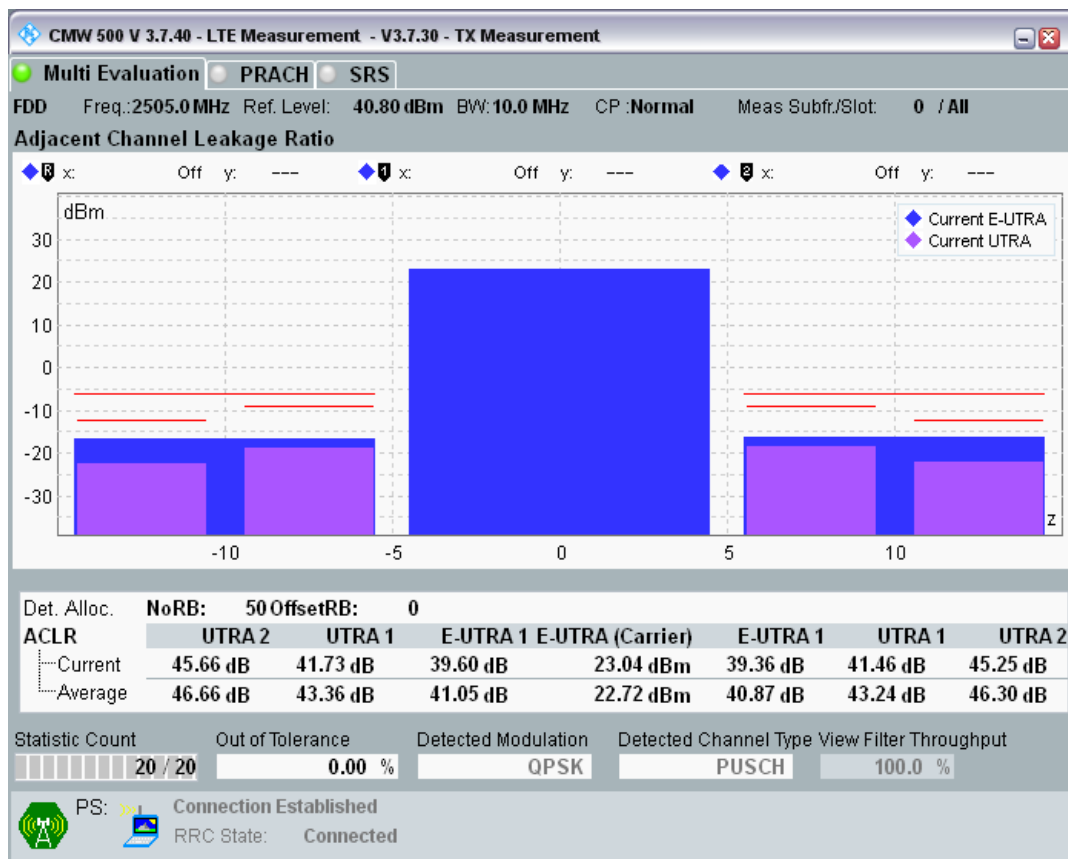 CMW 500 V 3.7.40 - LTE Measurement - V3.7.30 - TX Measurement
Multi Evaluation PRACH SRS
FDD Freq.:2505.0 MHz Ref. Level: 40.80 dBm BW: 10.0 MHz CP :Normal Meas Subfr./Slot: 0 / All
Adjacent Channel Leakage Ratio
R x: Off y: --- 1 x: Off y: --- 2 x: Off y: ---
dBm
Current E-UTRA
Current UTRA
30
20
10
0
-10
-20
-30
z
-10 -5 0 5 10
Det. Alloc. NoRB: 50 OffsetRB: 0
ACLR UTRA 2 UTRA 1 E-UTRA 1 E-UTRA (Carrier) E-UTRA 1 UTRA 1 UTRA 2
Current 45.66 dB 41.73 dB 39.60 dB 23.04 dBm 39.36 dB 41.46 dB 45.25 dB
Average 46.66 dB 43.36 dB 41.05 dB 22.72 dBm 40.87 dB 43.24 dB 46.30 dB
Statistic Count Out of Tolerance Detected Modulation Detected Channel Type View Filter Throughput
20 / 20 0.00 % QPSK PUSCH 100.0 %
PS: Connection Established
RRC State: Connected